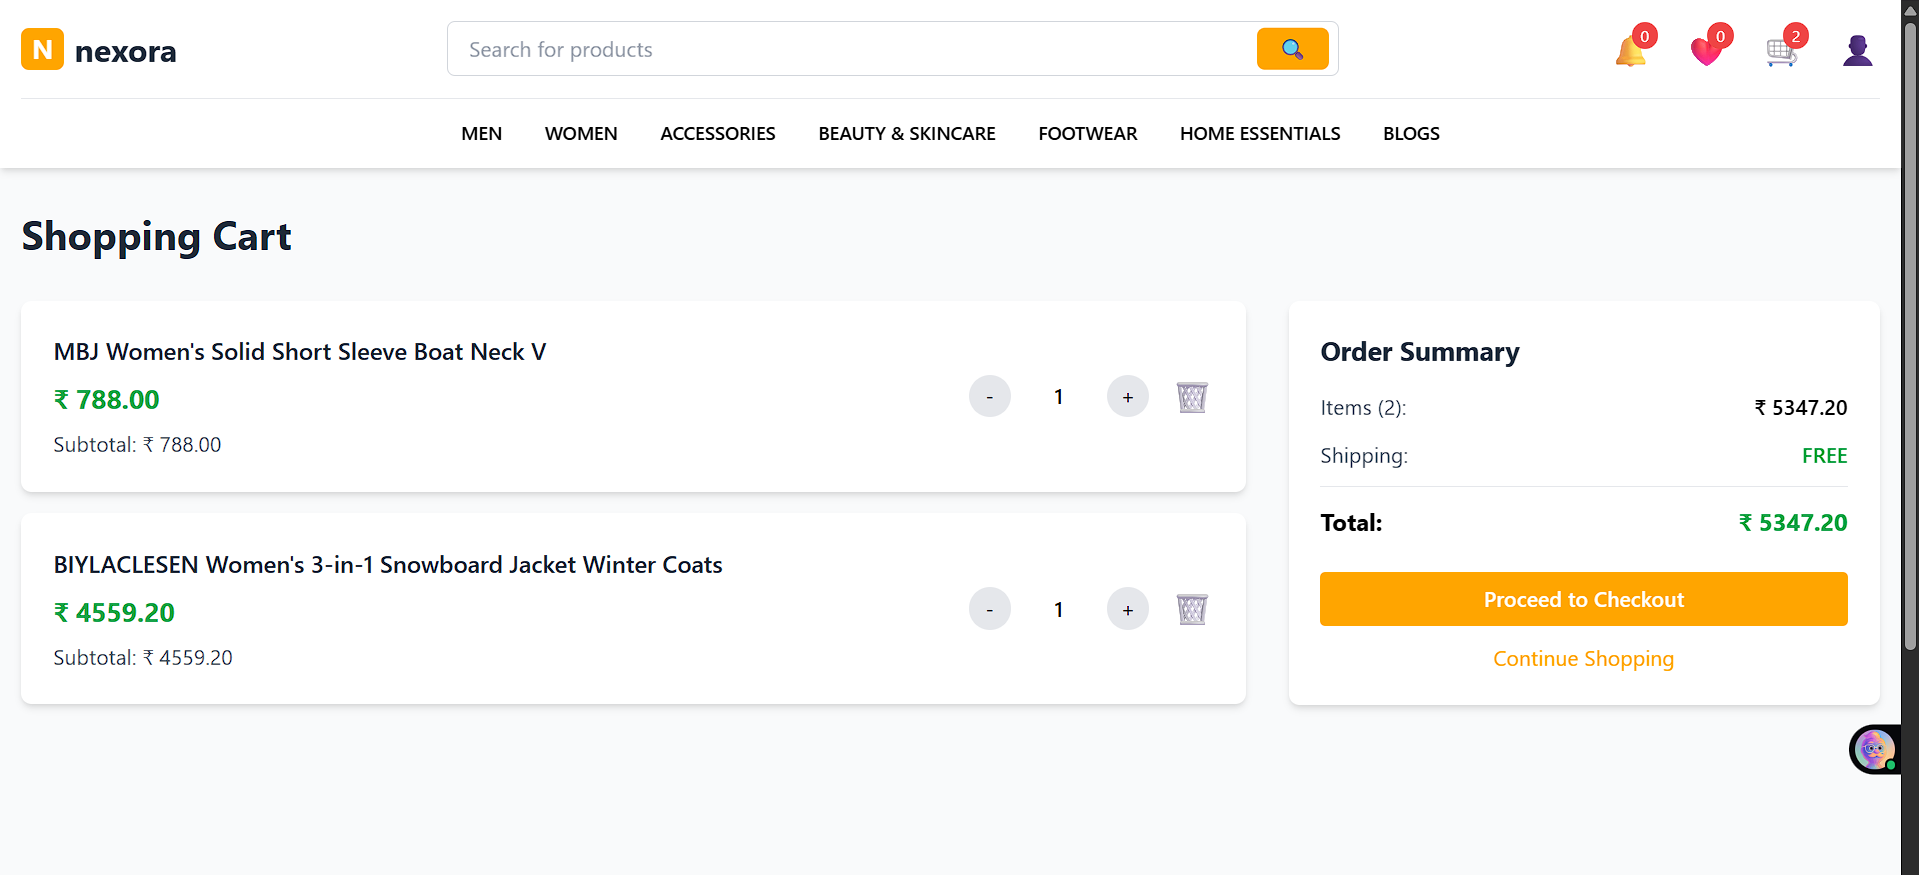 N nexora
Search for products
0
0
2
MEN WOMEN ACCESSORIES BEAUTY & SKINCARE FOOTWEAR HOME ESSENTIALS BLOGS
Shopping Cart
MBJ Women's Solid Short Sleeve Boat Neck V
₹ 788.00
Subtotal: ₹ 788.00
- 1 +
BIYLACLESEN Women's 3-in-1 Snowboard Jacket Winter Coats
₹ 4559.20
Subtotal: ₹ 4559.20
- 1 +
Order Summary
Items (2): ₹ 5347.20
Shipping: FREE
Total: ₹ 5347.20
Proceed to Checkout
Continue Shopping